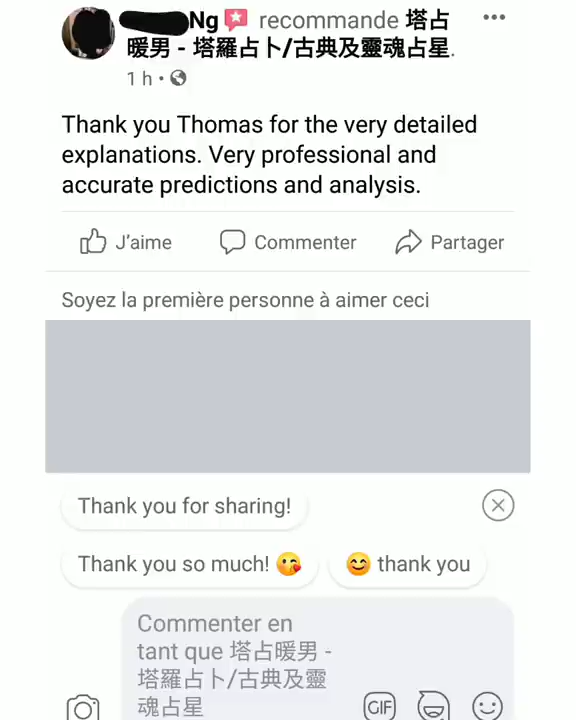 Ng recommande 塔占
暖男 - 塔羅占卜/古典及靈魂占星.
1 h
Thank you Thomas for the very detailed
explanations. Very professional and
accurate predictions and analysis.
J'aime
Commenter
Partager
Soyez la première personne à aimer ceci
Thank you for sharing!
Thank you so much! 😘
😊 thank you
Commenter en
tant que 塔占暖男 -
塔羅占卜/古典及靈
魂占星
GIF